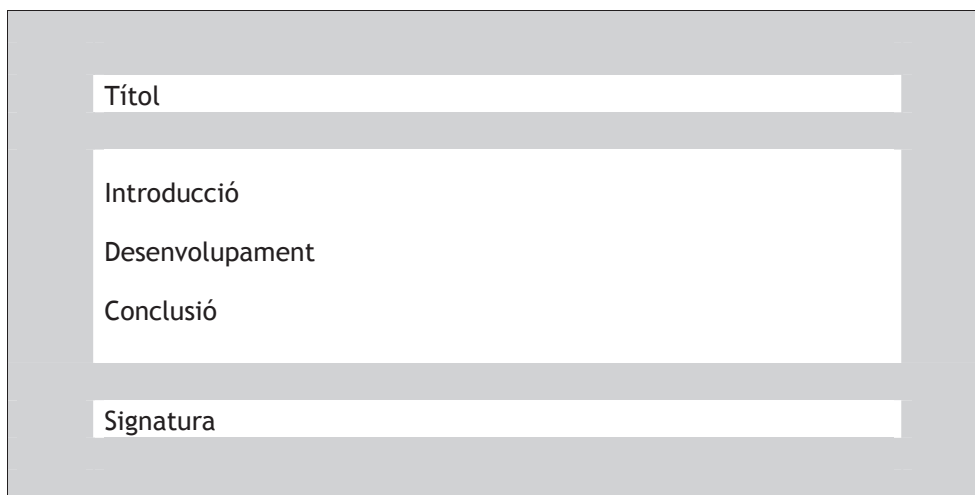 Títol
Introducció
Desenvolupament
Conclusió
Signatura